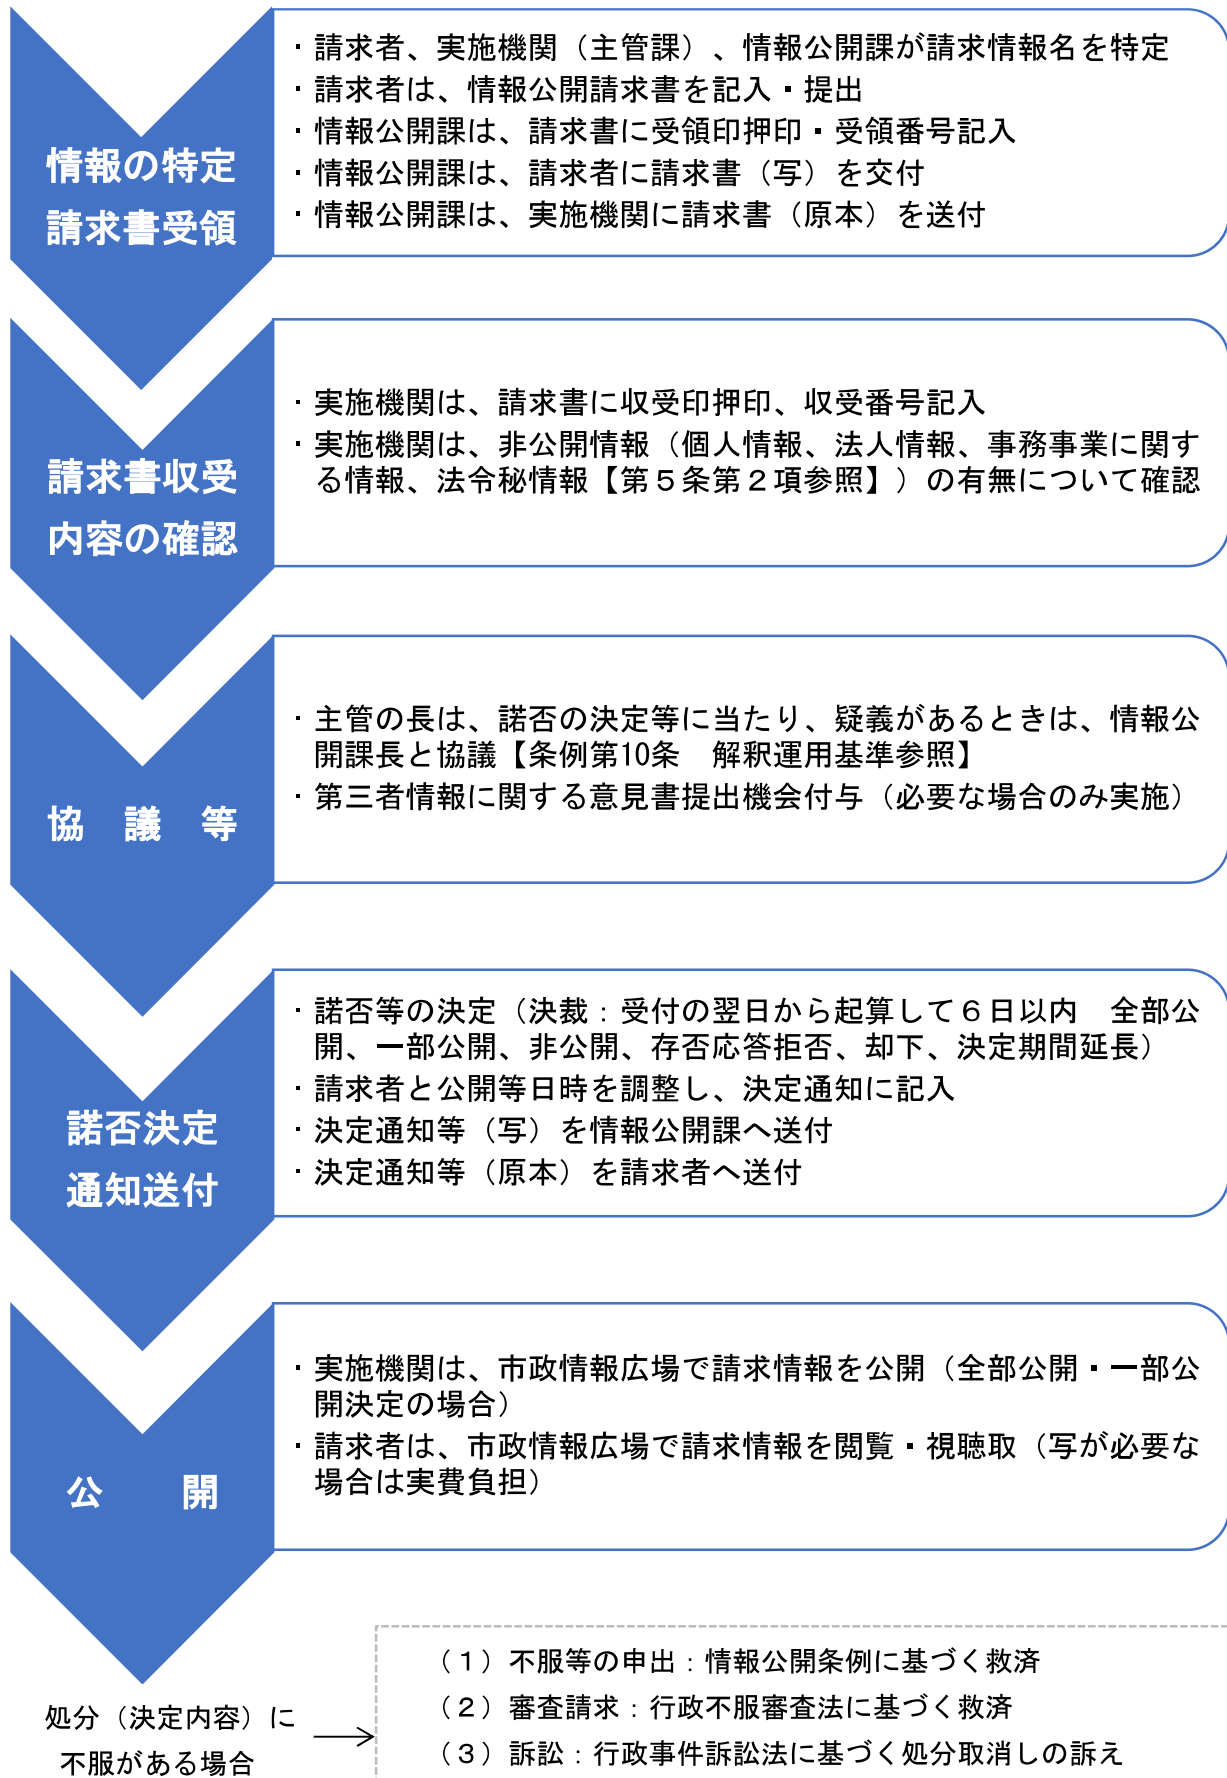 情報の特定
請求書受領
・請求者、実施機関（主管課）、情報公開課が請求情報名を特定
・請求者は、情報公開請求書を記入・提出
・情報公開課は、請求書に受領印押印・受領番号記入
・情報公開課は、請求者に請求書（写）を交付
・情報公開課は、実施機関に請求書（原本）を送付
請求書収受
内容の確認
・実施機関は、請求書に収受印押印、収受番号記入
・実施機関は、非公開情報（個人情報、法人情報、事務事業に関す
る情報、法令秘情報【第５条第２項参照】）の有無について確認
協　議　等
・主管の長は、諾否の決定等に当たり、疑義があるときは、情報公
開課長と協議【条例第10条　解釈運用基準参照】
・第三者情報に関する意見書提出機会付与（必要な場合のみ実施）
諾否決定
通知送付
・諾否等の決定（決裁：受付の翌日から起算して６日以内　全部公
開、一部公開、非公開、存否応答拒否、却下、決定期間延長）
・請求者と公開等日時を調整し、決定通知に記入
・決定通知等（写）を情報公開課へ送付
・決定通知等（原本）を請求者へ送付
公　　開
・実施機関は、市政情報広場で請求情報を公開（全部公開・一部公
開決定の場合）
・請求者は、市政情報広場で請求情報を閲覧・視聴取（写が必要な
場合は実費負担）
処分（決定内容）に
不服がある場合
（１）不服等の申出：情報公開条例に基づく救済
（２）審査請求：行政不服審査法に基づく救済
（３）訴訟：行政事件訴訟法に基づく処分取消しの訴え